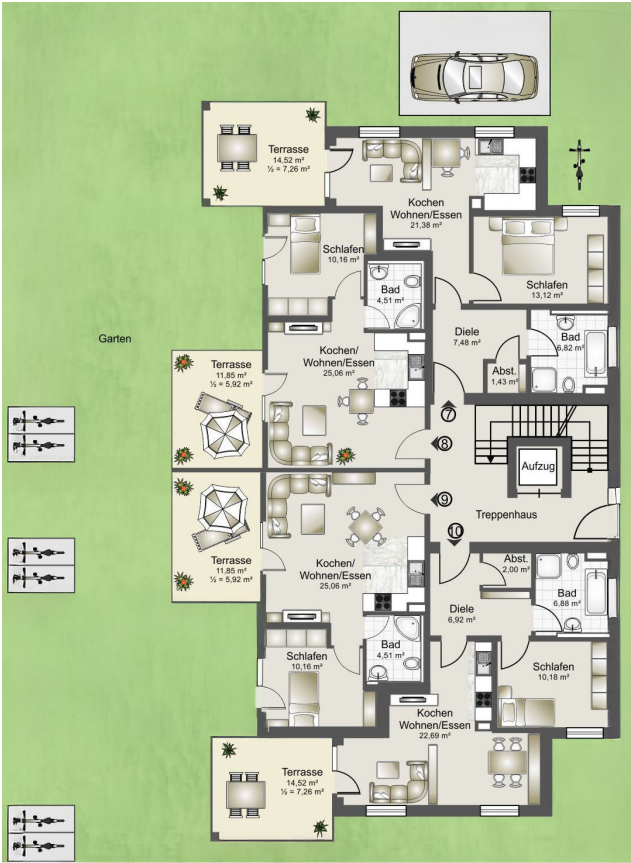 Terrasse
14,52 m²
½ = 7,26 m²
Kochen
Wohnen/Essen
21,38 m²
Schlafen
10,16 m²
Bad
4,51 m²
Schlafen
13,12 m²
Garten
Diele
7,48 m²
Bad
6,82 m²
Abst.
1,43 m²
Kochen/
Wohnen/Essen
25,06 m²
Terrasse
11,85 m²
½ = 5,92 m²
7
8
Aufzug
9
Treppenhaus
10
Terrasse
11,85 m²
½ = 5,92 m²
Kochen/
Wohnen/Essen
25,06 m²
Abst.
2,00 m²
Bad
6,88 m²
Diele
6,92 m²
Bad
4,51 m²
Schlafen
10,16 m²
Schlafen
10,18 m²
Kochen
Wohnen/Essen
22,69 m²
Terrasse
14,52 m²
½ = 7,26 m²